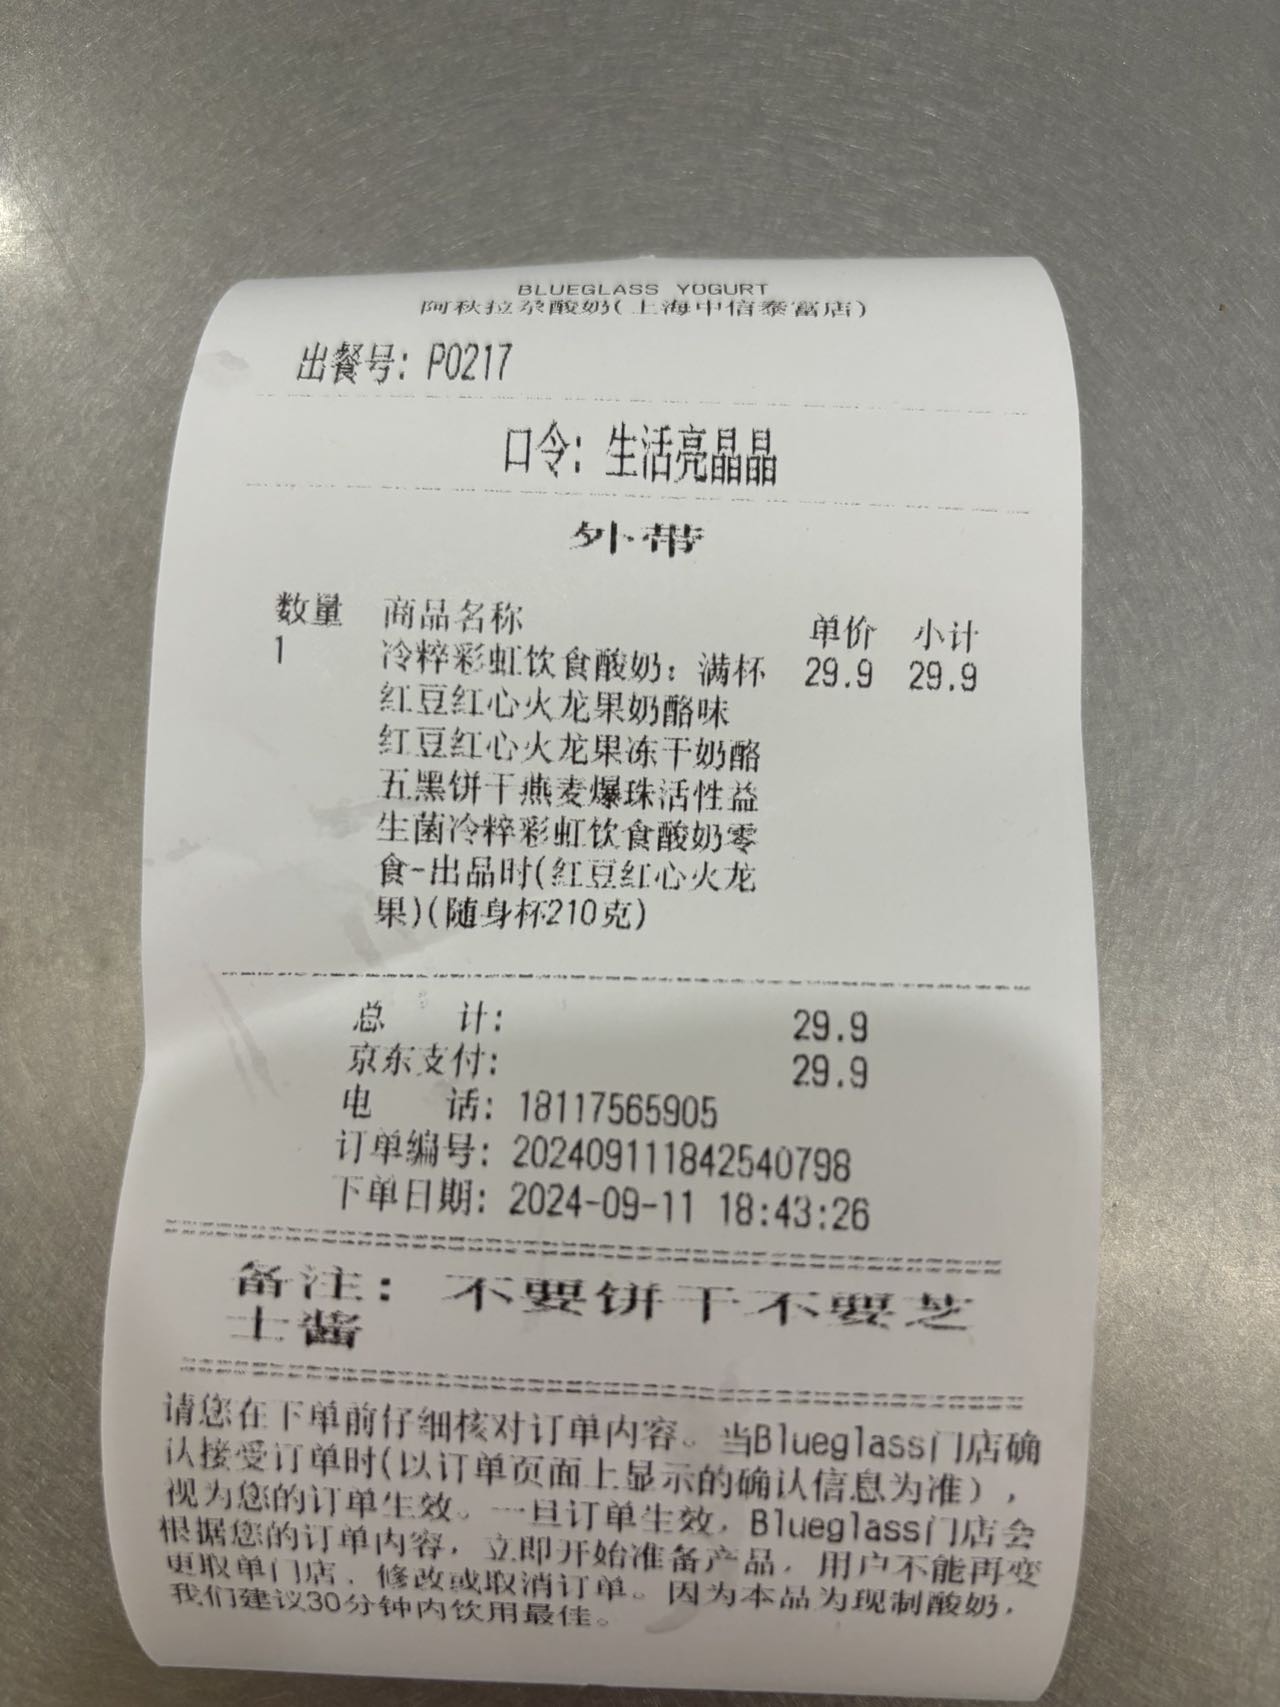 BLUEGLASS YOGURT
阿秋拉尕酸奶(上海中信泰富店)
出餐号: P0217
口令: 生活亮晶晶
外带
数量 商品名称 单价 小计
1 冷粹彩虹饮食酸奶: 满杯 29.9 29.9
红豆红心火龙果奶酪味
红豆红心火龙果冻干奶酪
五黑饼干燕麦爆珠活性益
生菌冷粹彩虹饮食酸奶零
食-出品时(红豆红心火龙
果)(随身杯210克)
总 计: 29.9
京东支付: 29.9
电 话: 18117565905
订单编号: 202409111842540798
下单日期: 2024-09-11 18:43:26
备注: 不要饼干不要芝
士酱
请您在下单前仔细核对订单内容。当Blueglass门店确
认接受订单时(以订单页面上显示的确认信息为准),
视为您的订单生效。一旦订单生效, Blueglass门店会
根据您的订单内容, 立即开始准备产品, 用户不能再变
更取单门店, 修改或取消订单。因为本品为现制酸奶,
我们建议30分钟内饮用最佳。